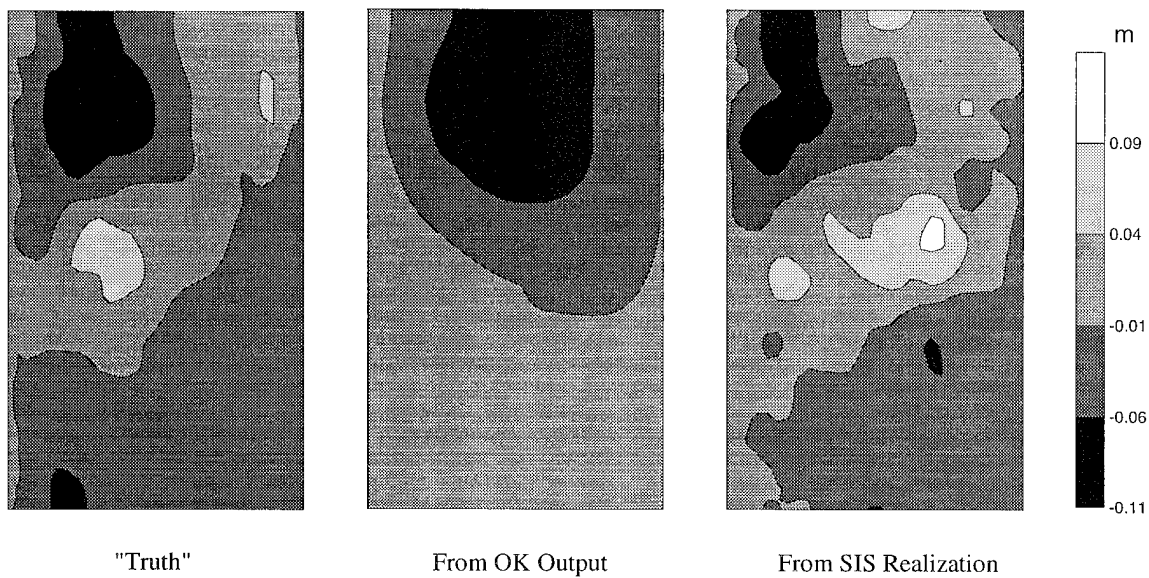 m
0.09
0.04
-0.01
-0.06
-0.11
"Truth"
From OK Output
From SIS Realization